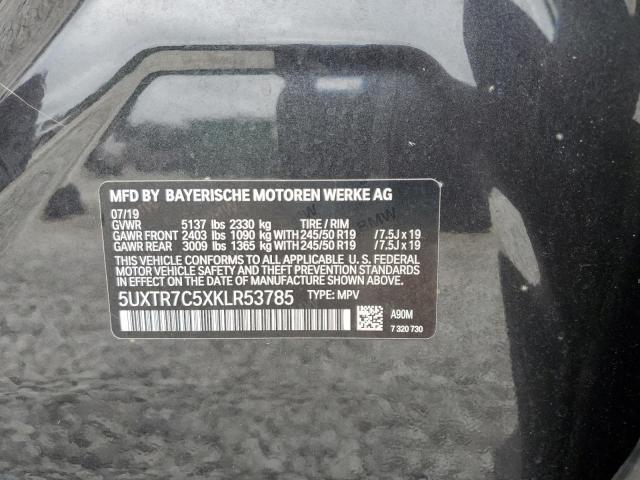 MFD BY BAYERISCHE MOTOREN WERKE AG
07/19
GVWR 5137 lbs 2330 kg TIRE / RIM
GAWR FRONT 2403 lbs 1090 kg WITH 245/50 R19 /7.5J x 19
GAWR REAR 3009 lbs 1365 kg WITH 245/50 R19 /7.5J x 19
THIS VEHICLE CONFORMS TO ALL APPLICABLE U.S. FEDERAL
MOTOR VEHICLE SAFETY AND THEFT PREVENTION STANDARDS
IN EFFECT ON THE DATE OF MANUFACTURE SHOWN ABOVE.
5UXTR7C5XKLR53785 TYPE: MPV
A90M
7 320 730
BMW